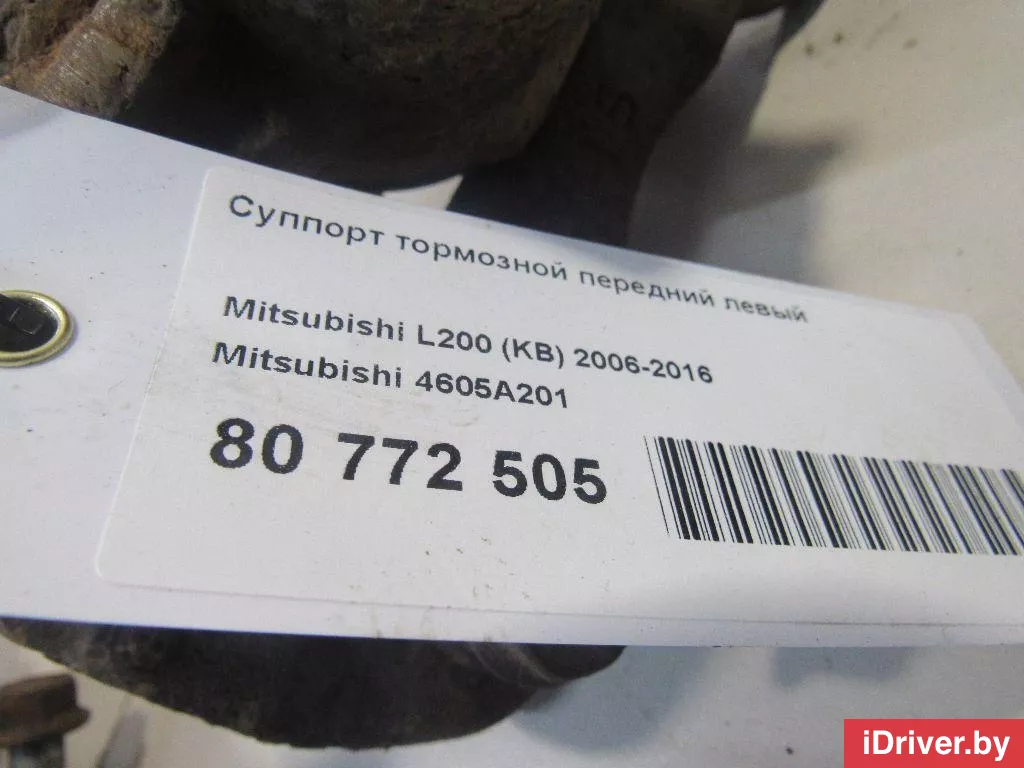 Суппорт тормозной передний левый
Mitsubishi L200 (KB) 2006-2016
Mitsubishi 4605A201
80 772 505
iDriver.by